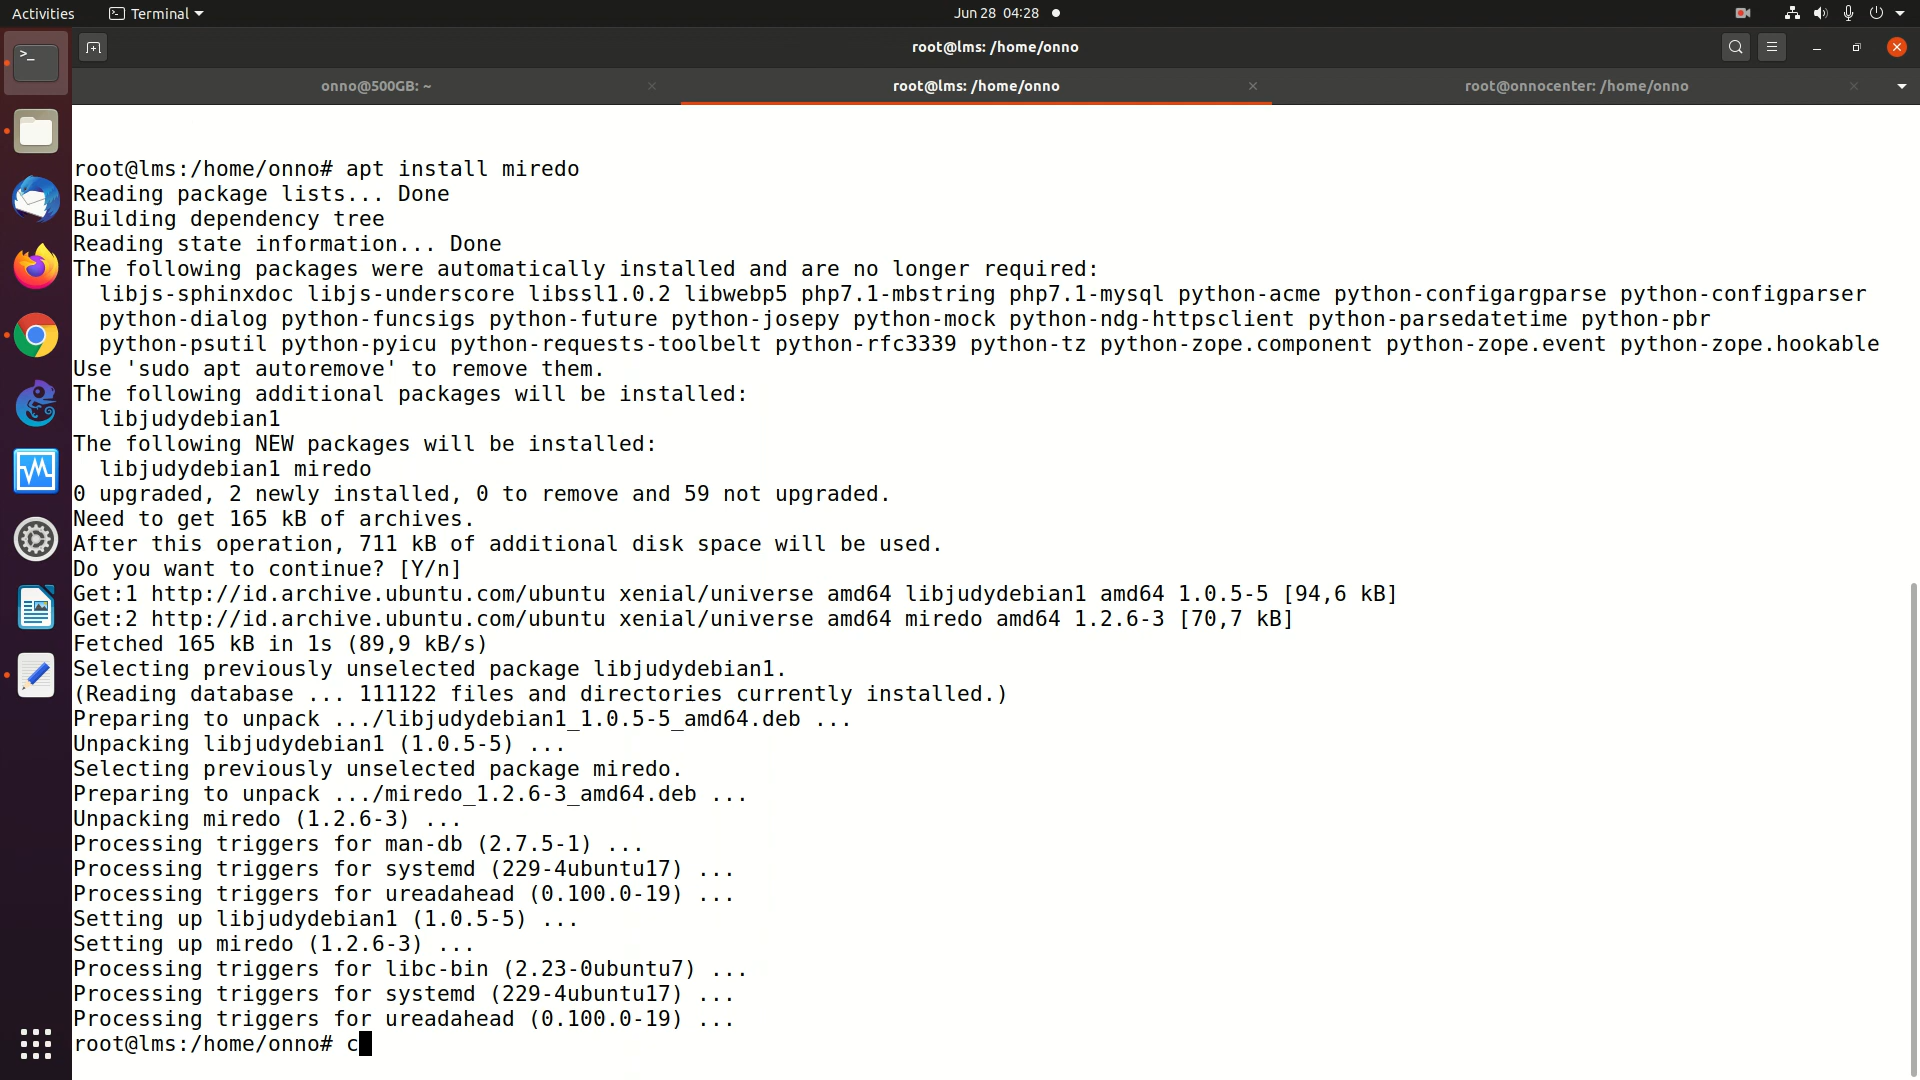 Activities
Terminal
Jun 28 04:28
root@lms: /home/onno
onno@500GB: ~
root@lms: /home/onno
root@onnocenter: /home/onno
root@lms:/home/onno# apt install miredo
Reading package lists... Done
Building dependency tree
Reading state information... Done
The following packages were automatically installed and are no longer required:
libjs-sphinxdoc libjs-underscore libssl1.0.2 libwebp5 php7.1-mbstring php7.1-mysql python-acme python-configargparse python-configparser
python-dialog python-funcsigs python-future python-josepy python-mock python-ndg-httpsclient python-parsedatetime python-pbr
python-psutil python-pyicu python-requests-toolbelt python-rfc3339 python-tz python-zope.component python-zope.event python-zope.hookable
Use 'sudo apt autoremove' to remove them.
The following additional packages will be installed:
libjudydebian1
The following NEW packages will be installed:
libjudydebian1 miredo
0 upgraded, 2 newly installed, 0 to remove and 59 not upgraded.
Need to get 165 kB of archives.
After this operation, 711 kB of additional disk space will be used.
Do you want to continue? [Y/n]
Get:1 http://id.archive.ubuntu.com/ubuntu xenial/universe amd64 libjudydebian1 amd64 1.0.5-5 [94,6 kB]
Get:2 http://id.archive.ubuntu.com/ubuntu xenial/universe amd64 miredo amd64 1.2.6-3 [70,7 kB]
Fetched 165 kB in 1s (89,9 kB/s)
Selecting previously unselected package libjudydebian1.
(Reading database ... 111122 files and directories currently installed.)
Preparing to unpack .../libjudydebian1_1.0.5-5_amd64.deb ...
Unpacking libjudydebian1 (1.0.5-5) ...
Selecting previously unselected package miredo.
Preparing to unpack .../miredo_1.2.6-3_amd64.deb ...
Unpacking miredo (1.2.6-3) ...
Processing triggers for man-db (2.7.5-1) ...
Processing triggers for systemd (229-4ubuntu17) ...
Processing triggers for ureadahead (0.100.0-19) ...
Setting up libjudydebian1 (1.0.5-5) ...
Setting up miredo (1.2.6-3) ...
Processing triggers for libc-bin (2.23-0ubuntu7) ...
Processing triggers for systemd (229-4ubuntu17) ...
Processing triggers for ureadahead (0.100.0-19) ...
root@lms:/home/onno# c